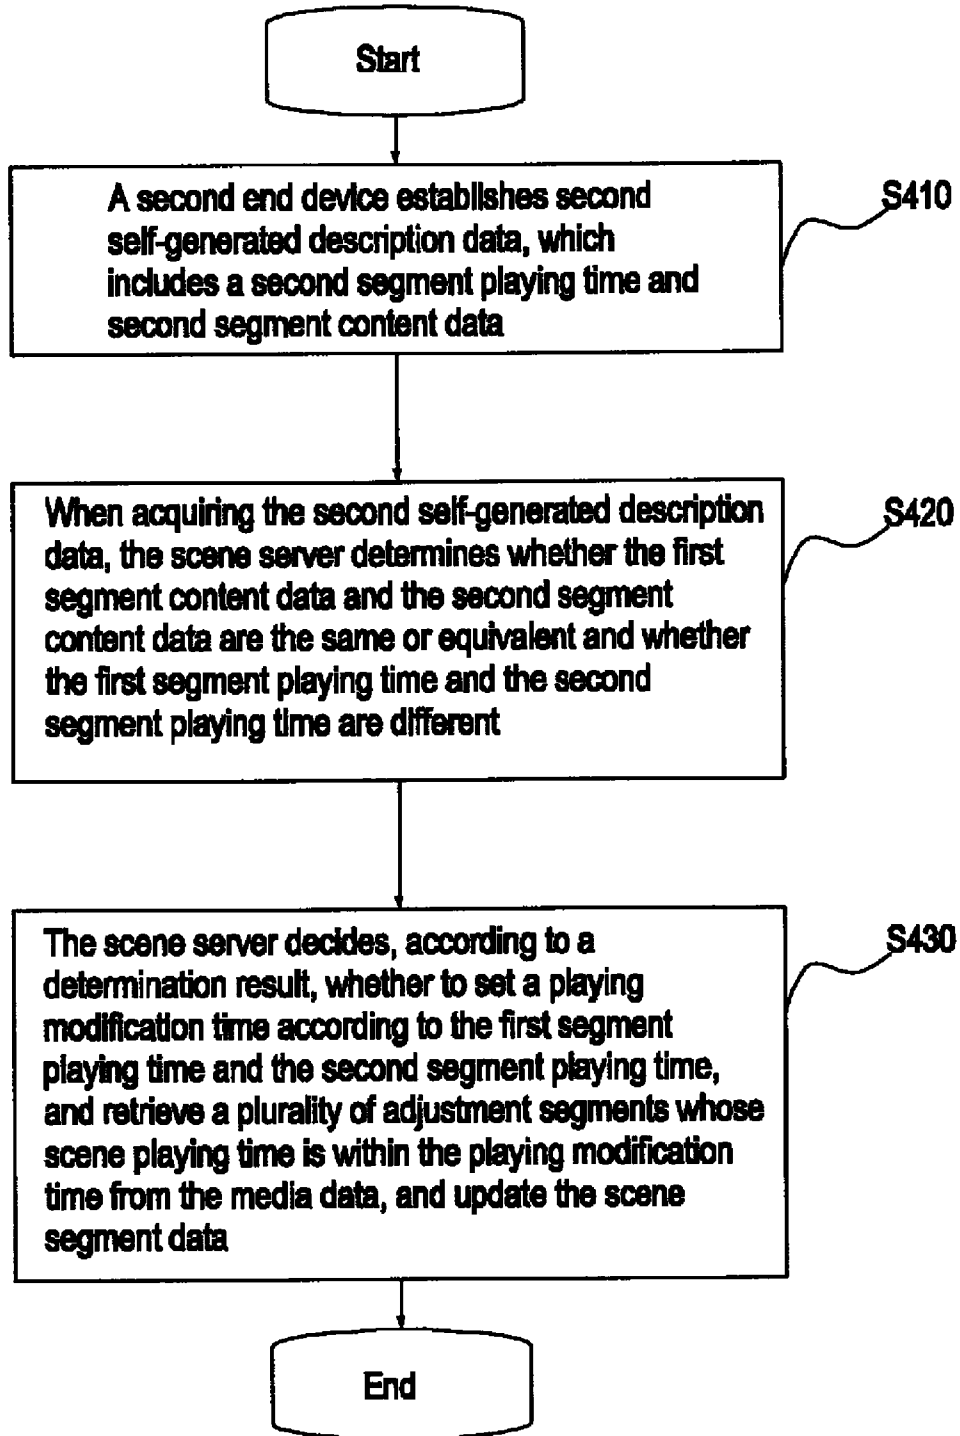 Start
A second end device establishes second
self-generated description data, which
includes a second segment playing time and
second segment content data
S410
When acquiring the second self-generated description
data, the scene server determines whether the first
segment content data and the second segment
content data are the same or equivalent and whether
the first segment playing time and the second
segment playing time are different
S420
The scene server decides, according to a
determination result, whether to set a playing
modification time according to the first segment
playing time and the second segment playing time,
and retrieve a plurality of adjustment segments whose
scene playing time is within the playing modification
time from the media data, and update the scene
segment data
S430
End